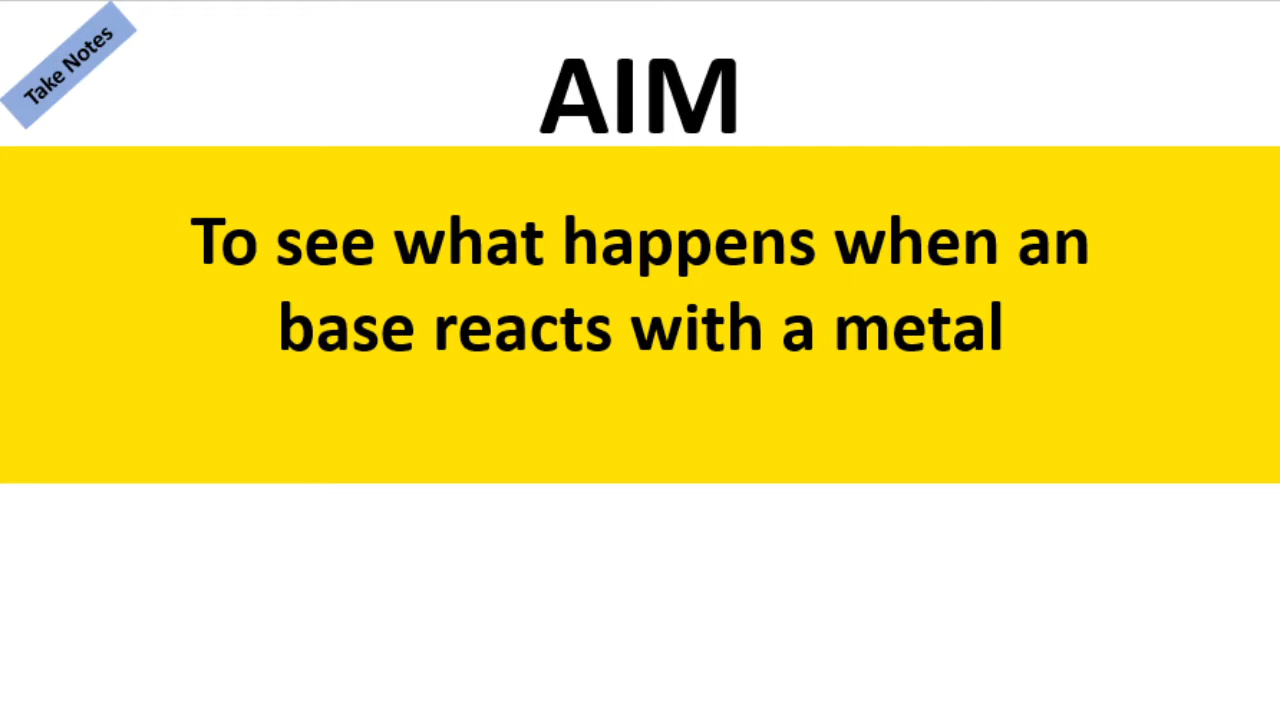 Take Notes
AIM
To see what happens when an
base reacts with a metal